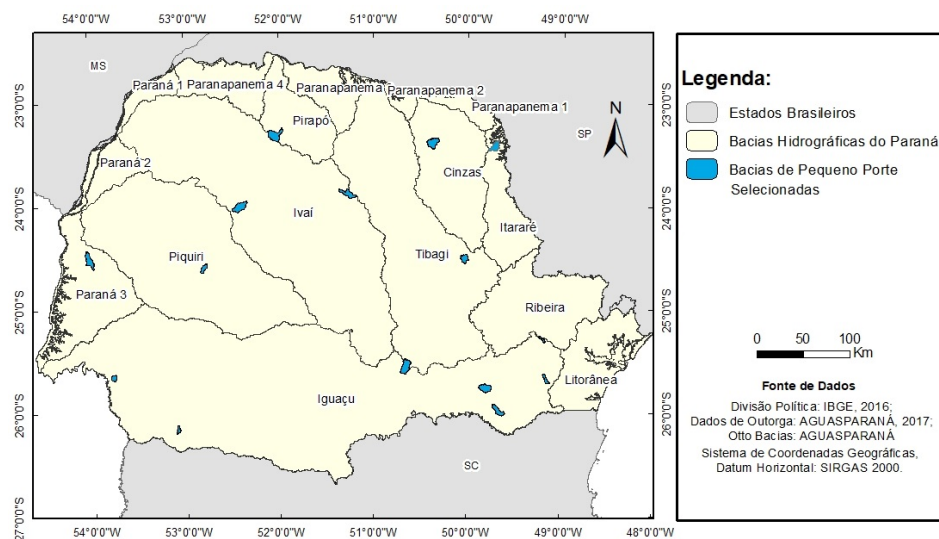 54°0'0"W 53°0'0"W 52°0'0"W 51°0'0"W 50°0'0"W 49°0'0"W
MS
Paraná 1
Paranapanema 4
Paranapanema
Paranapanema 2
Paranapanema 1
Pirapó
SP
N
23°0'0"S
23°0'0"S
Paraná 2
Cinzas
24°0'0"S
24°0'0"S
Ivaí
Itararé
Piquiri
Tibagi
Paraná 3
25°0'0"S
25°0'0"S
Ribeira
Litorânea
Iguaçu
26°0'0"S
26°0'0"S
SC
27°0'0"S
54°0'0"W 53°0'0"W 52°0'0"W 51°0'0"W 50°0'0"W 49°0'0"W 48°0'0"W
Legenda:
Estados Brasileiros
Bacias Hidrográficas do Paraná
Bacias de Pequeno Porte
Selecionadas
0 50 100
Km
Fonte de Dados
Divisão Política: IBGE, 2016;
Dados de Outorga: AGUASPARANÁ, 2017;
Otto Bacias: AGUASPARANÁ
Sistema de Coordenadas Geográficas,
Datum Horizontal: SIRGAS 2000.